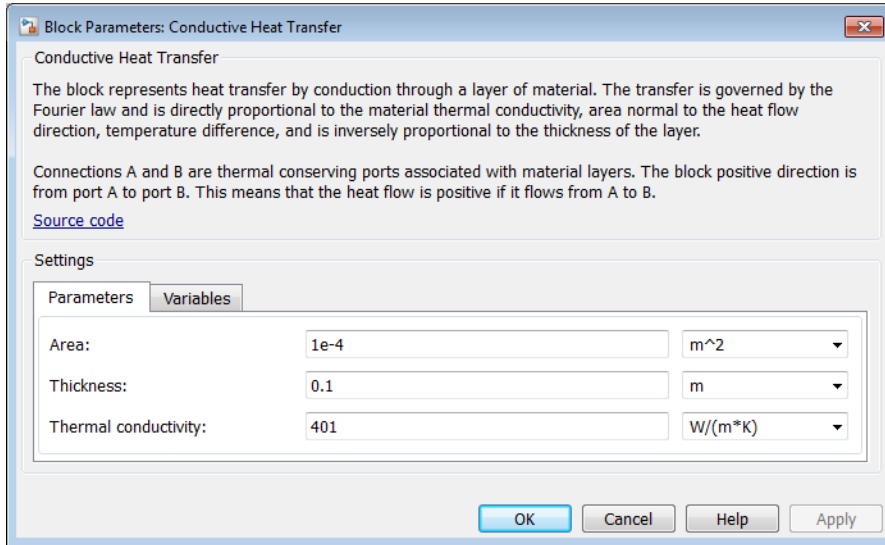 Block Parameters: Conductive Heat Transfer
Conductive Heat Transfer
The block represents heat transfer by conduction through a layer of material. The transfer is governed by the
Fourier law and is directly proportional to the material thermal conductivity, area normal to the heat flow
direction, temperature difference, and is inversely proportional to the thickness of the layer.
Connections A and B are thermal conserving ports associated with material layers. The block positive direction is
from port A to port B. This means that the heat flow is positive if it flows from A to B.
Source code
Settings
Parameters Variables
Area: 1e-4 m^2
Thickness: 0.1 m
Thermal conductivity: 401 W/(m*K)
OK Cancel Help Apply